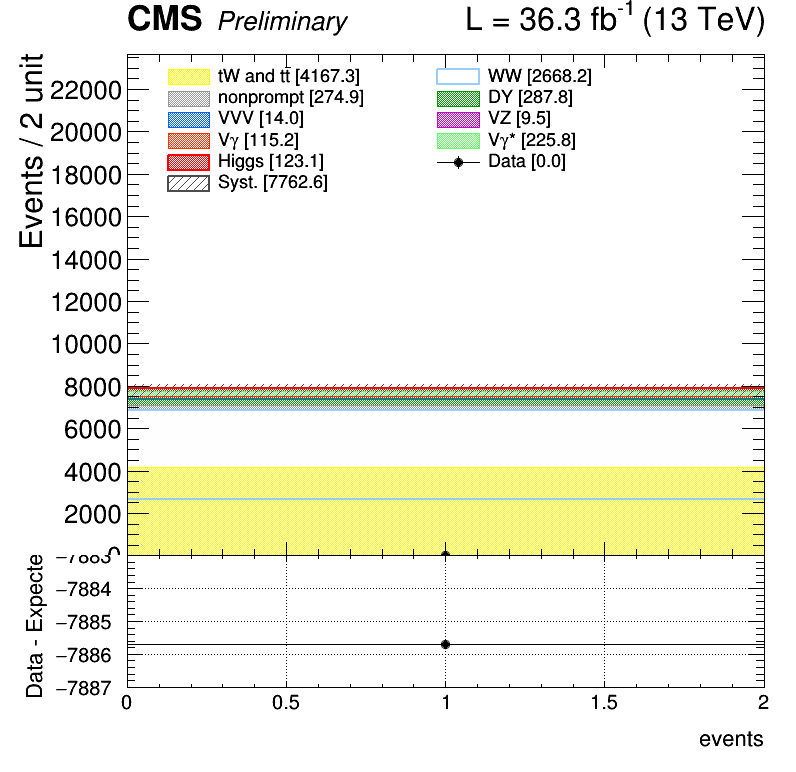 CMS Preliminary L = 36.3 fb⁻¹ (13 TeV)
Events / 2 unit
tW and tt̄ [4167.3] WW [2668.2]
nonprompt [274.9] DY [287.8]
VVV [14.0] VZ [9.5]
Vγ [115.2] Vγ* [225.8]
Higgs [123.1] Data [0.0]
Syst. [7762.6]
22000
20000
18000
16000
14000
12000
10000
8000
6000
4000
2000
Data - Expecte
−7884
−7885
−7886
−7887
0 0.5 1 1.5 2
events